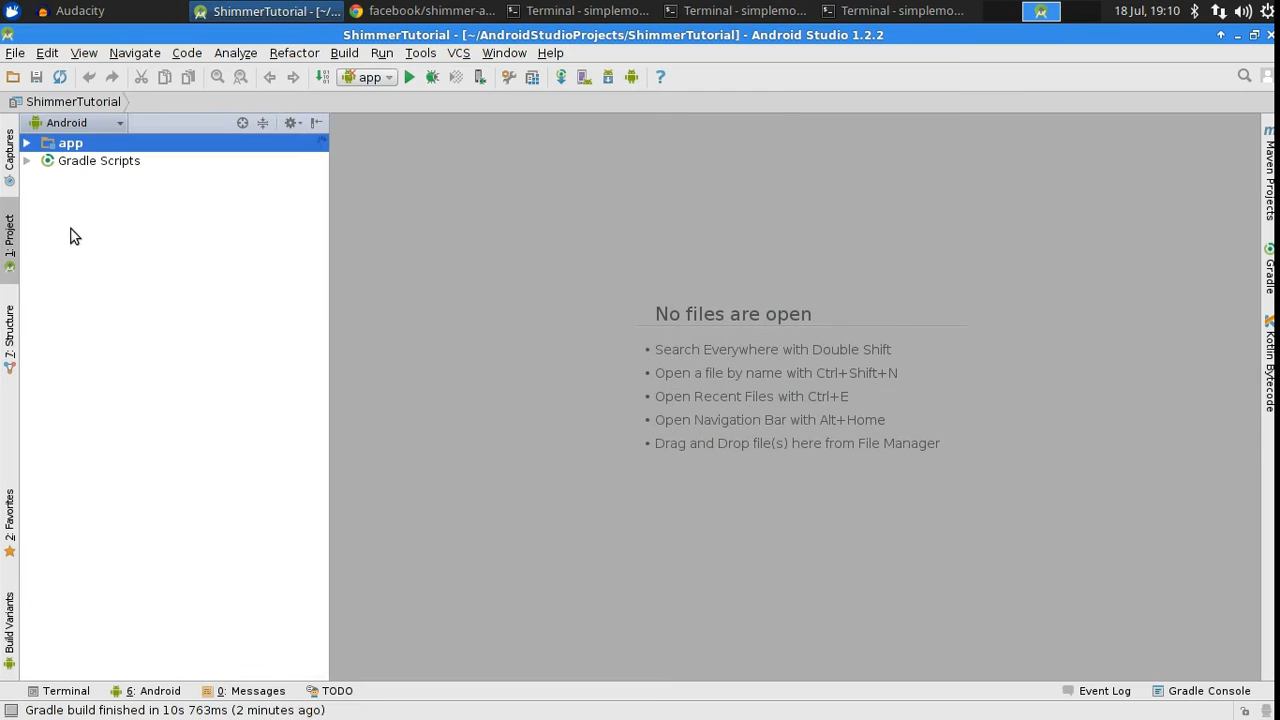 Audacity
ShimmerTutorial - [~/...
facebook/shimmer-a...
Terminal - simplemo...
Terminal - simplemo...
Terminal - simplemo...
18 Jul, 19:10
ShimmerTutorial - [~/AndroidStudioProjects/ShimmerTutorial] - Android Studio 1.2.2
File Edit View Navigate Code Analyze Refactor Build Run Tools VCS Window Help
app
ShimmerTutorial
Android
app
Gradle Scripts
Captures
1: Project
7: Structure
2: Favorites
Build Variants
No files are open
• Search Everywhere with Double Shift
• Open a file by name with Ctrl+Shift+N
• Open Recent Files with Ctrl+E
• Open Navigation Bar with Alt+Home
• Drag and Drop file(s) here from File Manager
Maven Projects
Gradle
Kotlin Bytecode
Terminal
6: Android
0: Messages
TODO
Event Log
Gradle Console
Gradle build finished in 10s 763ms (2 minutes ago)